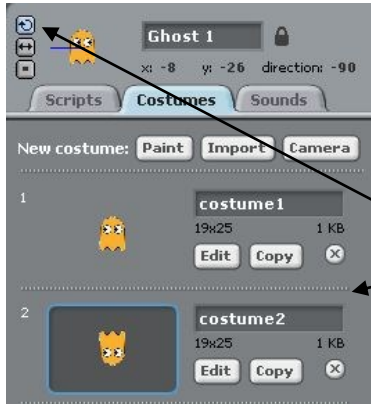 Ghost 1
x: -8 y: -26 direction: -90
Scripts Costumes Sounds
New costume: Paint Import Camera
1
costume1
19x25 1 KB
Edit Copy
2
costume2
19x25 1 KB
Edit Copy